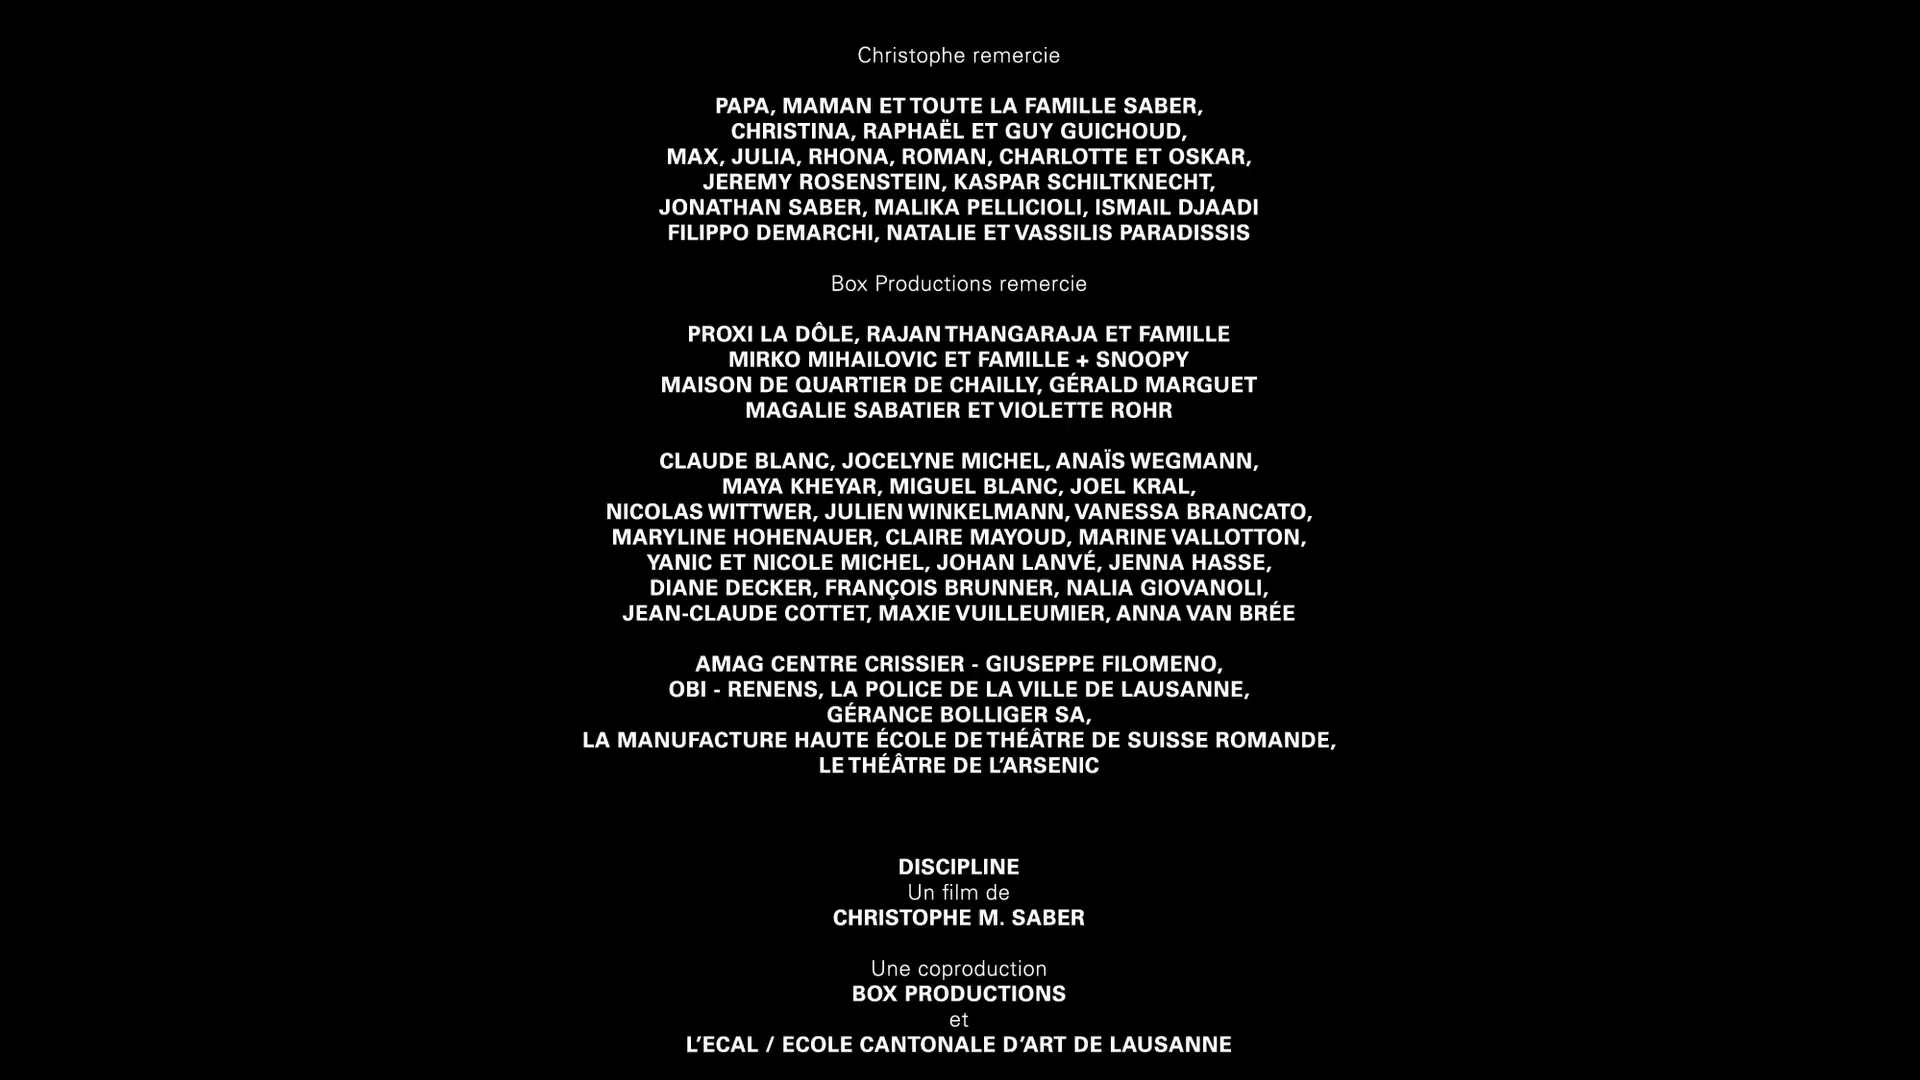 Christophe remercie
PAPA, MAMAN ET TOUTE LA FAMILLE SABER,
CHRISTINA, RAPHAËL ET GUY GUICHOUD,
MAX, JULIA, RHONA, ROMAN, CHARLOTTE ET OSKAR,
JEREMY ROSENSTEIN, KASPAR SCHILTKNECHT,
JONATHAN SABER, MALIKA PELLICIOLI, ISMAIL DJAADI
FILIPPO DEMARCHI, NATALIE ET VASSILIS PARADISSIS
Box Productions remercie
PROXI LA DÔLE, RAJAN THANGARAJA ET FAMILLE
MIRKO MIHAILOVIC ET FAMILLE + SNOOPY
MAISON DE QUARTIER DE CHAILLY, GÉRALD MARGUET
MAGALIE SABATIER ET VIOLETTE ROHR
CLAUDE BLANC, JOCELYNE MICHEL, ANAÏS WEGMANN,
MAYA KHEYAR, MIGUEL BLANC, JOEL KRAL,
NICOLAS WITTWER, JULIEN WINKELMANN, VANESSA BRANCATO,
MARYLINE HOHENAUER, CLAIRE MAYOUD, MARINE VALLOTTON,
YANIC ET NICOLE MICHEL, JOHAN LANVÉ, JENNA HASSE,
DIANE DECKER, FRANÇOIS BRUNNER, NALIA GIOVANOLI,
JEAN-CLAUDE COTTET, MAXIE VUILLEUMIER, ANNA VAN BRÉE
AMAG CENTRE CRISSIER - GIUSEPPE FILOMENO,
OBI - RENENS, LA POLICE DE LA VILLE DE LAUSANNE,
GÉRANCE BOLLIGER SA,
LA MANUFACTURE HAUTE ÉCOLE DE THÉÂTRE DE SUISSE ROMANDE,
LE THÉÂTRE DE L’ARSENIC
DISCIPLINE
Un film de
CHRISTOPHE M. SABER
Une coproduction
BOX PRODUCTIONS
et
L’ECAL / ECOLE CANTONALE D’ART DE LAUSANNE